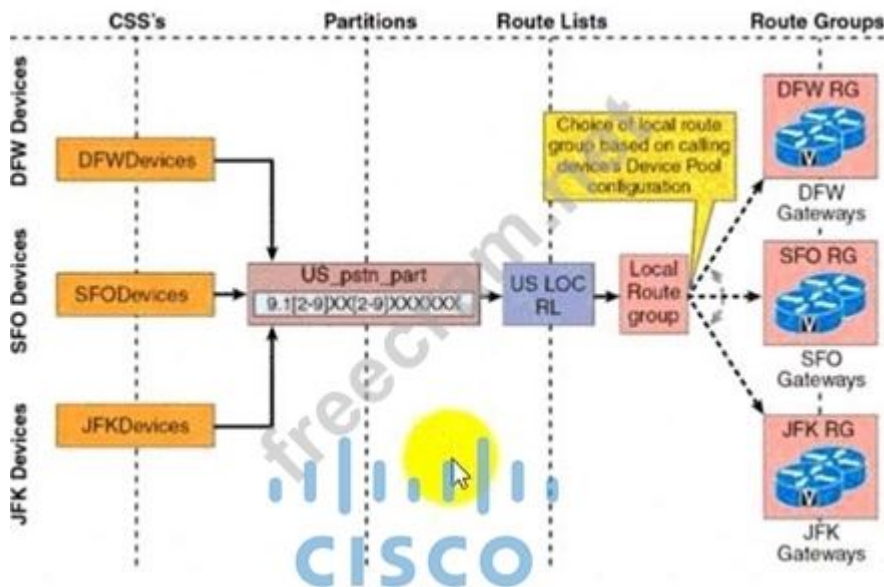 CSS's
Partitions
Route Lists
Route Groups
DFW Devices
SFO Devices
JFK Devices
DFWDevices
SFODevices
JFKDevices
US_pstn_part
9.1[2-9]XX[2-9]XXXXXX
US LOC
RL
Local
Route
group
Choice of local route
group based on calling
device's Device Pool
configuration
DFW RG
V
DFW
Gateways
SFO RG
V
SFO
Gateways
JFK RG
V
JFK
Gateways
CISCO